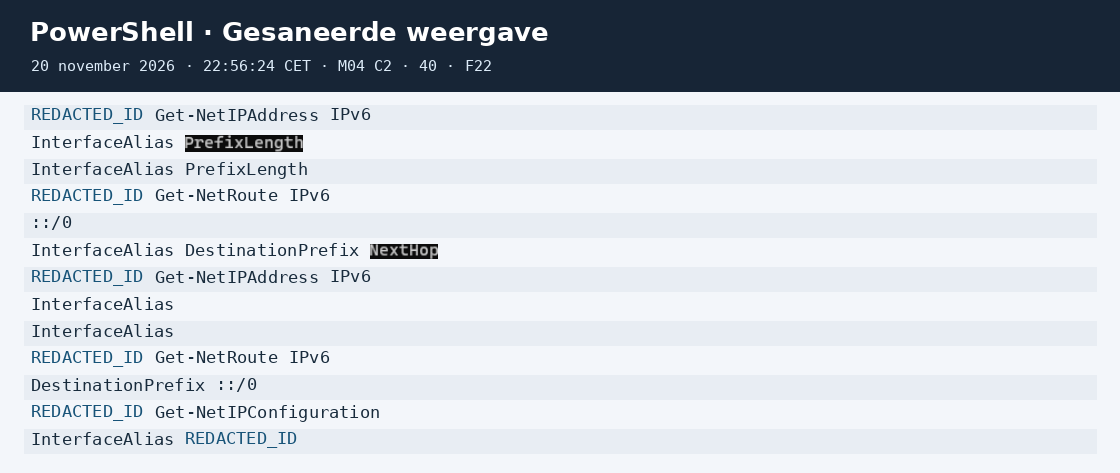 PowerShell · Gesaneerde weergave
20 november 2026 · 22:56:24 CET · M04 C2 · 40 · F22
REDACTED_ID Get-NetIPAddress IPv6
InterfaceAlias PrefixLength
InterfaceAlias PrefixLength
REDACTED_ID Get-NetRoute IPv6
::/0
InterfaceAlias DestinationPrefix NextHop
REDACTED_ID Get-NetIPAddress IPv6
InterfaceAlias
InterfaceAlias
REDACTED_ID Get-NetRoute IPv6
DestinationPrefix ::/0
REDACTED_ID Get-NetIPConfiguration
InterfaceAlias REDACTED_ID